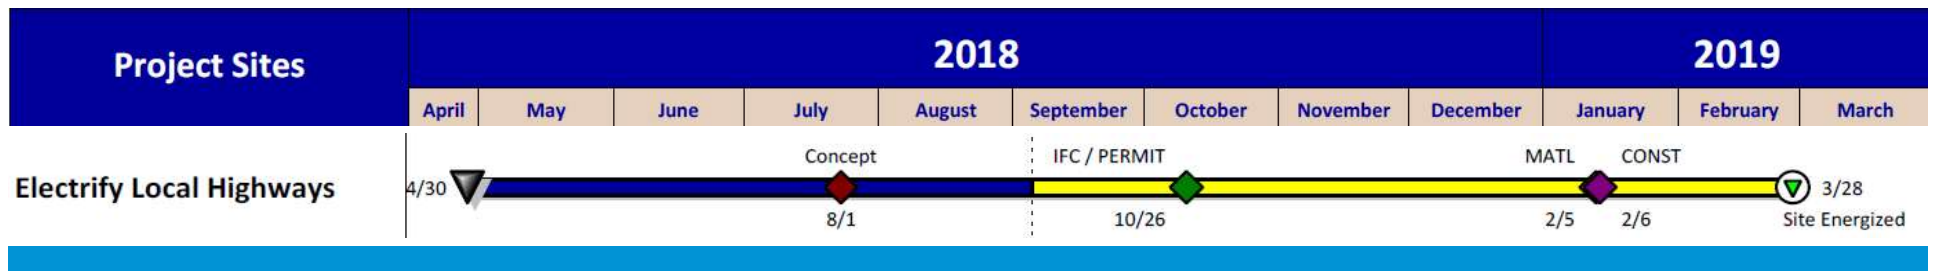 Project Sites
2018
2019
April May June July August September October November December January February March
Concept IFC / PERMIT MATL CONST
Electrify Local Highways
4/30
3/28
8/1 10/26 2/5 2/6 Site Energized